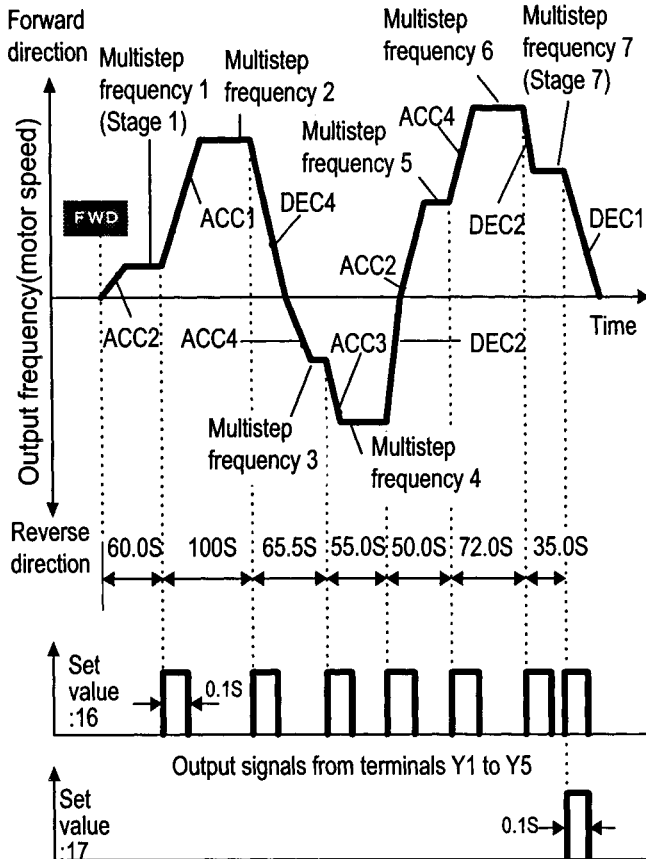 Forward
direction
Multistep
frequency 1
(Stage 1)
Multistep
frequency 2
Multistep
frequency 6
Multistep
frequency 7
(Stage 7)
Multistep
frequency 5
ACC4
FWD
ACC1
DEC4
DEC2
DEC1
ACC2
Time
ACC2
ACC4
ACC3
DEC2
Multistep
frequency 3
Multistep
frequency 4
Output frequency(motor speed)
Reverse
direction
60.0S 100S 65.5S 55.0S 50.0S 72.0S 35.0S
Set
value
:16
0.1S
Output signals from terminals Y1 to Y5
Set
value
:17
0.1S